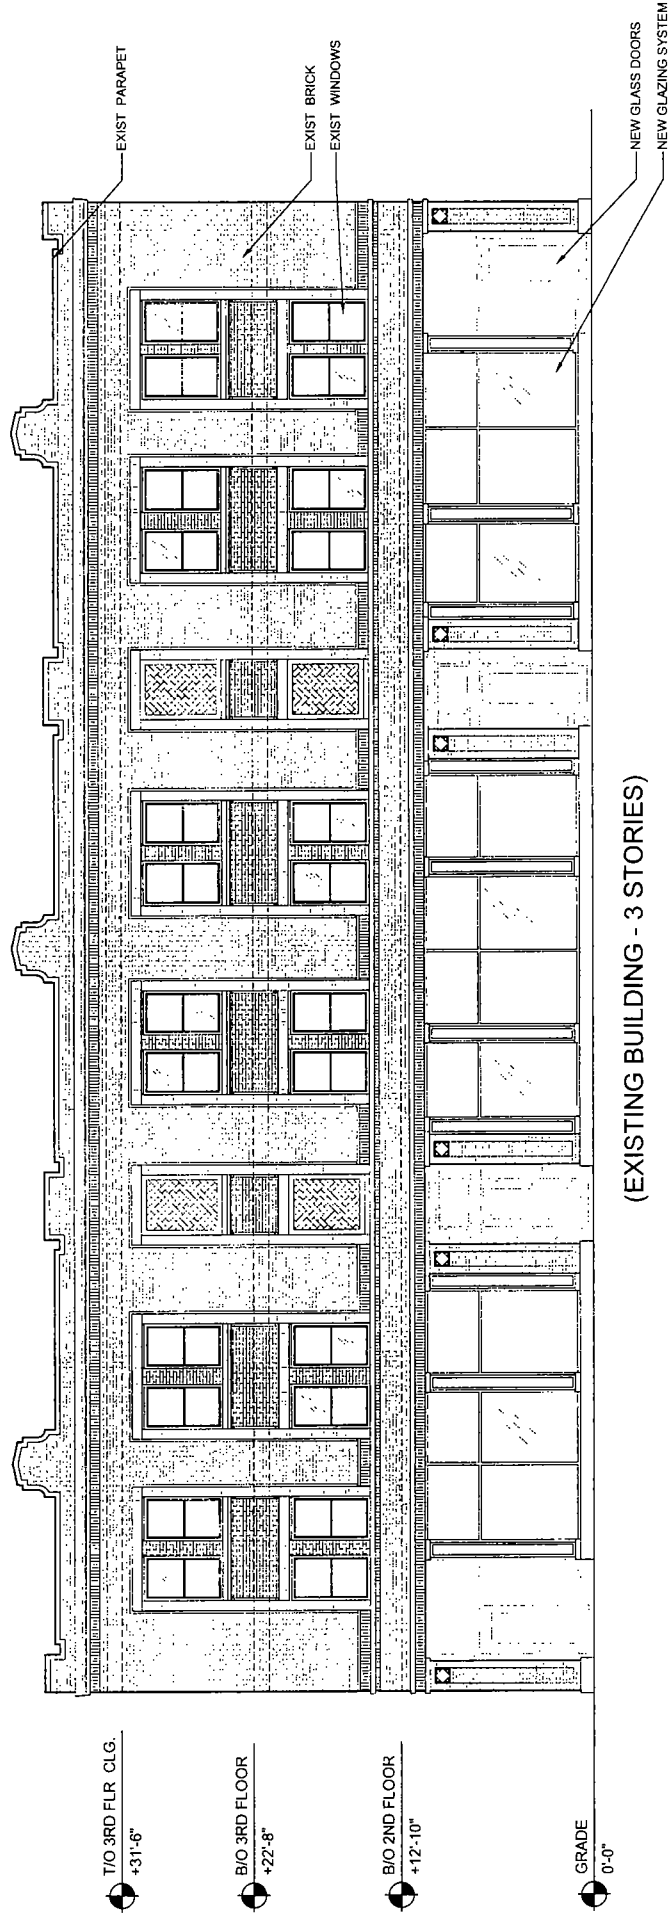 EXIST PARAPET
EXIST BRICK
EXIST WINDOWS
NEW GLASS DOORS
NEW GLAZING SYSTEM
T/O 3RD FLR CLG.
+31'-6"
B/O 3RD FLOOR
+22'-8"
B/O 2ND FLOOR
+12'-10"
GRADE
0'-0"
(EXISTING BUILDING - 3 STORIES)